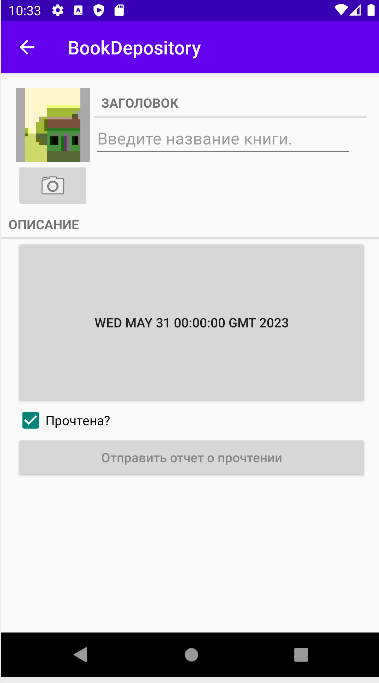 10:33
BookDepository
ЗАГОЛОВОК
Введите название книги.
ОПИСАНИЕ
WED MAY 31 00:00:00 GMT 2023
Прочтена?
Отправить отчет о прочтении